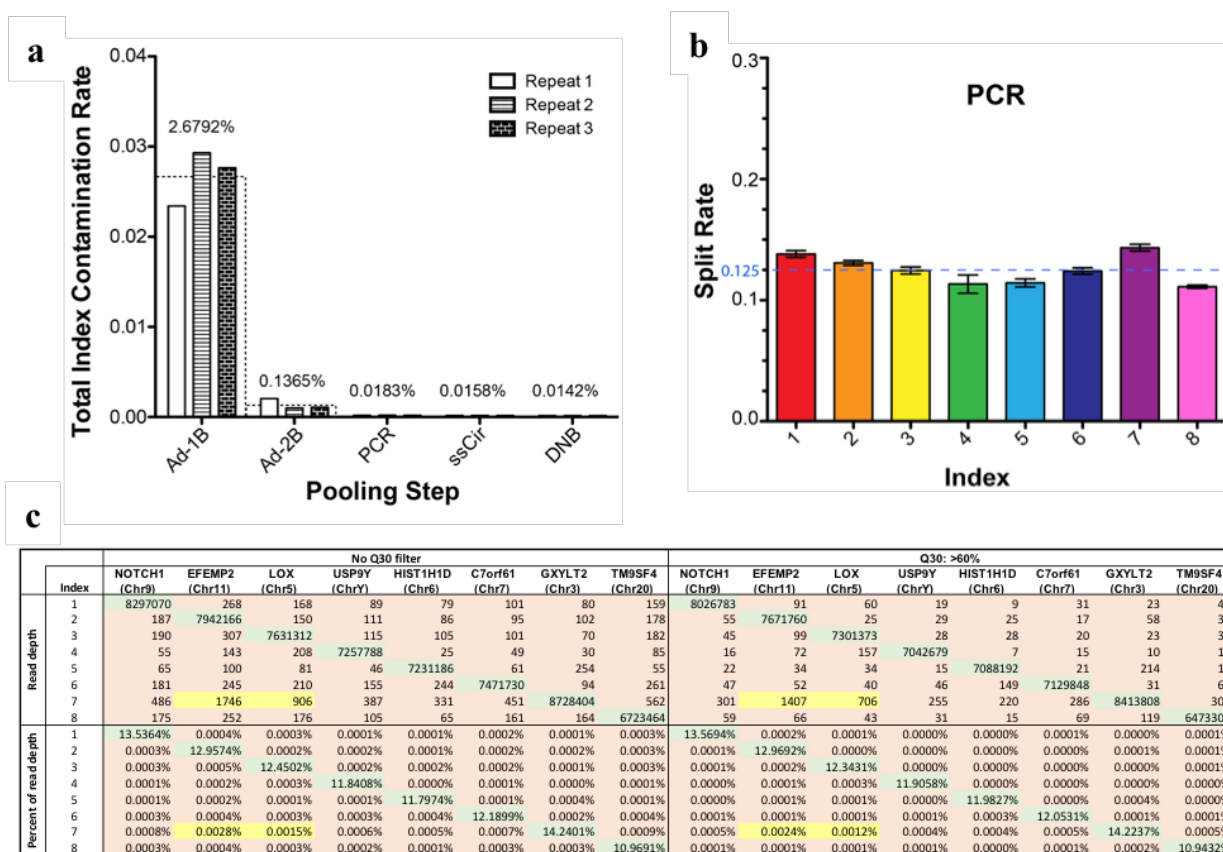 a
0.04
0.03
0.02
0.01
0.00
Total Index Contamination Rate
Repeat 1
Repeat 2
Repeat 3
2.6792%
0.1365%
0.0183%
0.0158%
0.0142%
Ad-1B
Ad-2B
PCR
ssCir
DNB
Pooling Step
b
PCR
0.3
0.2
0.125
0.1
0.0
Split Rate
1 2 3 4 5 6 7 8
Index
c
No Q30 filter Q30: >60%
NOTCH1 EFEMP2 LOX USP9Y HIST1H1D C7orf61 GXYLT2 TM9SF4 NOTCH1 EFEMP2 LOX USP9Y HIST1H1D C7orf61 GXYLT2 TM9SF4
Index (Chr9) (Chr11) (Chr5) (ChrY) (Chr6) (Chr7) (Chr3) (Chr20) (Chr9) (Chr11) (Chr5) (ChrY) (Chr6) (Chr7) (Chr3) (Chr20)
Read depth
1 8297070 268 168 89 79 101 80 159 8026783 91 60 19 9 31 23
2 187 7942166 150 111 86 95 102 178 55 7671760 25 29 25 17 58
3 190 307 7631312 115 105 101 70 182 45 99 7301373 28 28 20 23
4 55 143 208 7257788 25 49 30 85 16 72 157 7042679 7 15 10
5 65 100 81 46 7231186 61 254 55 22 34 34 15 7088192 21 214
6 181 245 210 155 244 7471730 94 261 47 52 40 46 149 7129848 31
7 486 1746 906 387 331 451 8728404 562 301 1407 706 255 220 286 8413808
8 175 252 176 105 65 161 164 6723464 59 66 43 31 15 69 119
Percent of read depth
1 13.5364% 0.0004% 0.0003% 0.0001% 0.0001% 0.0002% 0.0001% 0.0003% 13.5694% 0.0002% 0.0001% 0.0000% 0.0000% 0.0001% 0.0000% 0.0001%
2 0.0003% 12.9574% 0.0002% 0.0002% 0.0001% 0.0002% 0.0002% 0.0003% 0.0001% 12.9692% 0.0000% 0.0000% 0.0000% 0.0000% 0.0001% 0.0001%
3 0.0003% 0.0005% 12.4502% 0.0002% 0.0002% 0.0002% 0.0001% 0.0003% 0.0001% 0.0002% 12.3431% 0.0000% 0.0000% 0.0000% 0.0000% 0.0001%
4 0.0001% 0.0002% 0.0003% 11.8408% 0.0000% 0.0001% 0.0000% 0.0001% 0.0000% 0.0001% 0.0003% 11.9058% 0.0000% 0.0000% 0.0000% 0.0000%
5 0.0001% 0.0002% 0.0001% 0.0001% 11.7974% 0.0001% 0.0004% 0.0001% 0.0000% 0.0001% 0.0001% 0.0000% 11.9827% 0.0000% 0.0004% 0.0000%
6 0.0003% 0.0004% 0.0003% 0.0003% 0.0004% 12.1899% 0.0002% 0.0004% 0.0001% 0.0001% 0.0001% 0.0001% 0.0003% 12.0531% 0.0001% 0.0001%
7 0.0008% 0.0028% 0.0015% 0.0006% 0.0005% 0.0007% 14.2401% 0.0009% 0.0005% 0.0024% 0.0012% 0.0004% 0.0004% 0.0005% 14.2237% 0.0005%
8 0.0003% 0.0004% 0.0003% 0.0002% 0.0001% 0.0003% 0.0003% 10.9691% 0.0001% 0.0001% 0.0001% 0.0001% 0.0000% 0.0001% 0.0002% 10.9432%